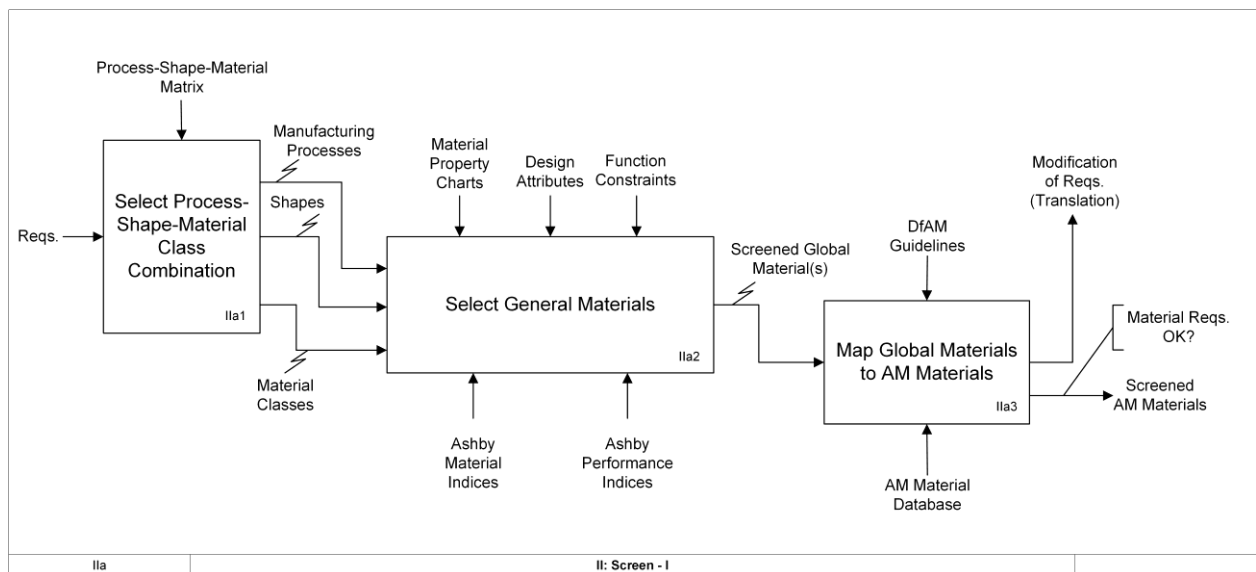 Process-Shape-Material
Matrix
Manufacturing
Processes
Reqs.
Select Process-
Shape-Material
Class
Combination
IIa1
Shapes
Material
Classes
Material
Property
Charts
Design
Attributes
Function
Constraints
Select General Materials
IIa2
Ashby
Material
Indices
Ashby
Performance
Indices
Screened Global
Material(s)
DfAM
Guidelines
Map Global Materials
to AM Materials
IIa3
AM Material
Database
Modification
of Reqs.
(Translation)
Material Reqs.
OK?
Screened
AM Materials
IIa
II: Screen - I